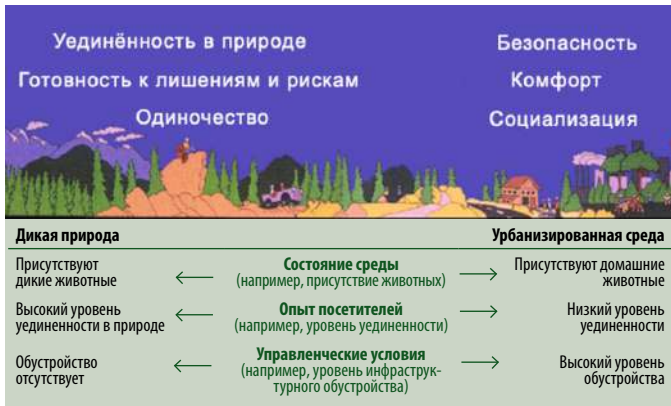 Уединённость в природе
Безопасность
Готовность к лишениям и рискам
Комфорт
Одиночество
Социализация
Дикая природа
Урбанизированная среда
Присутствуют
дикие животные
Состояние среды
(например, присутствие животных)
Присутствуют домашние
животные
Высокий уровень
уединенности в природе
Опыт посетителей
(например, уровень уединенности)
Низкий уровень
уединенности
Обустройство
отсутствует
Управленческие условия
(например, уровень инфраструк-
турного обустройства)
Высокий уровень
обустройства